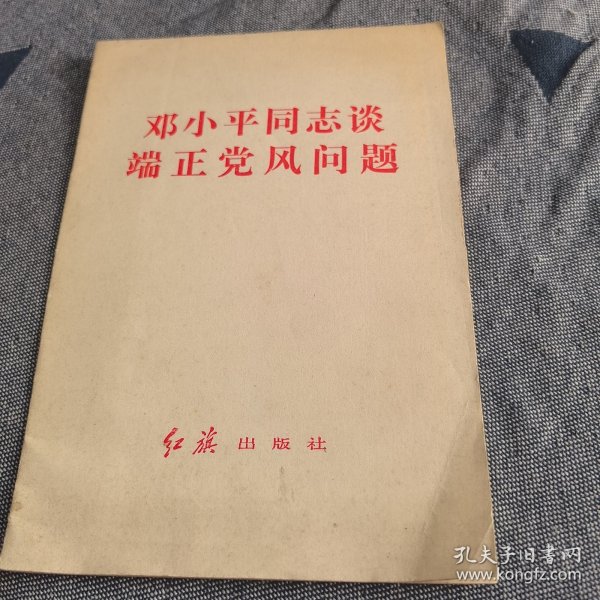 邓小平同志谈
端正党风问题
红旗 出版社
孔夫子旧书网
www.kongfz.com